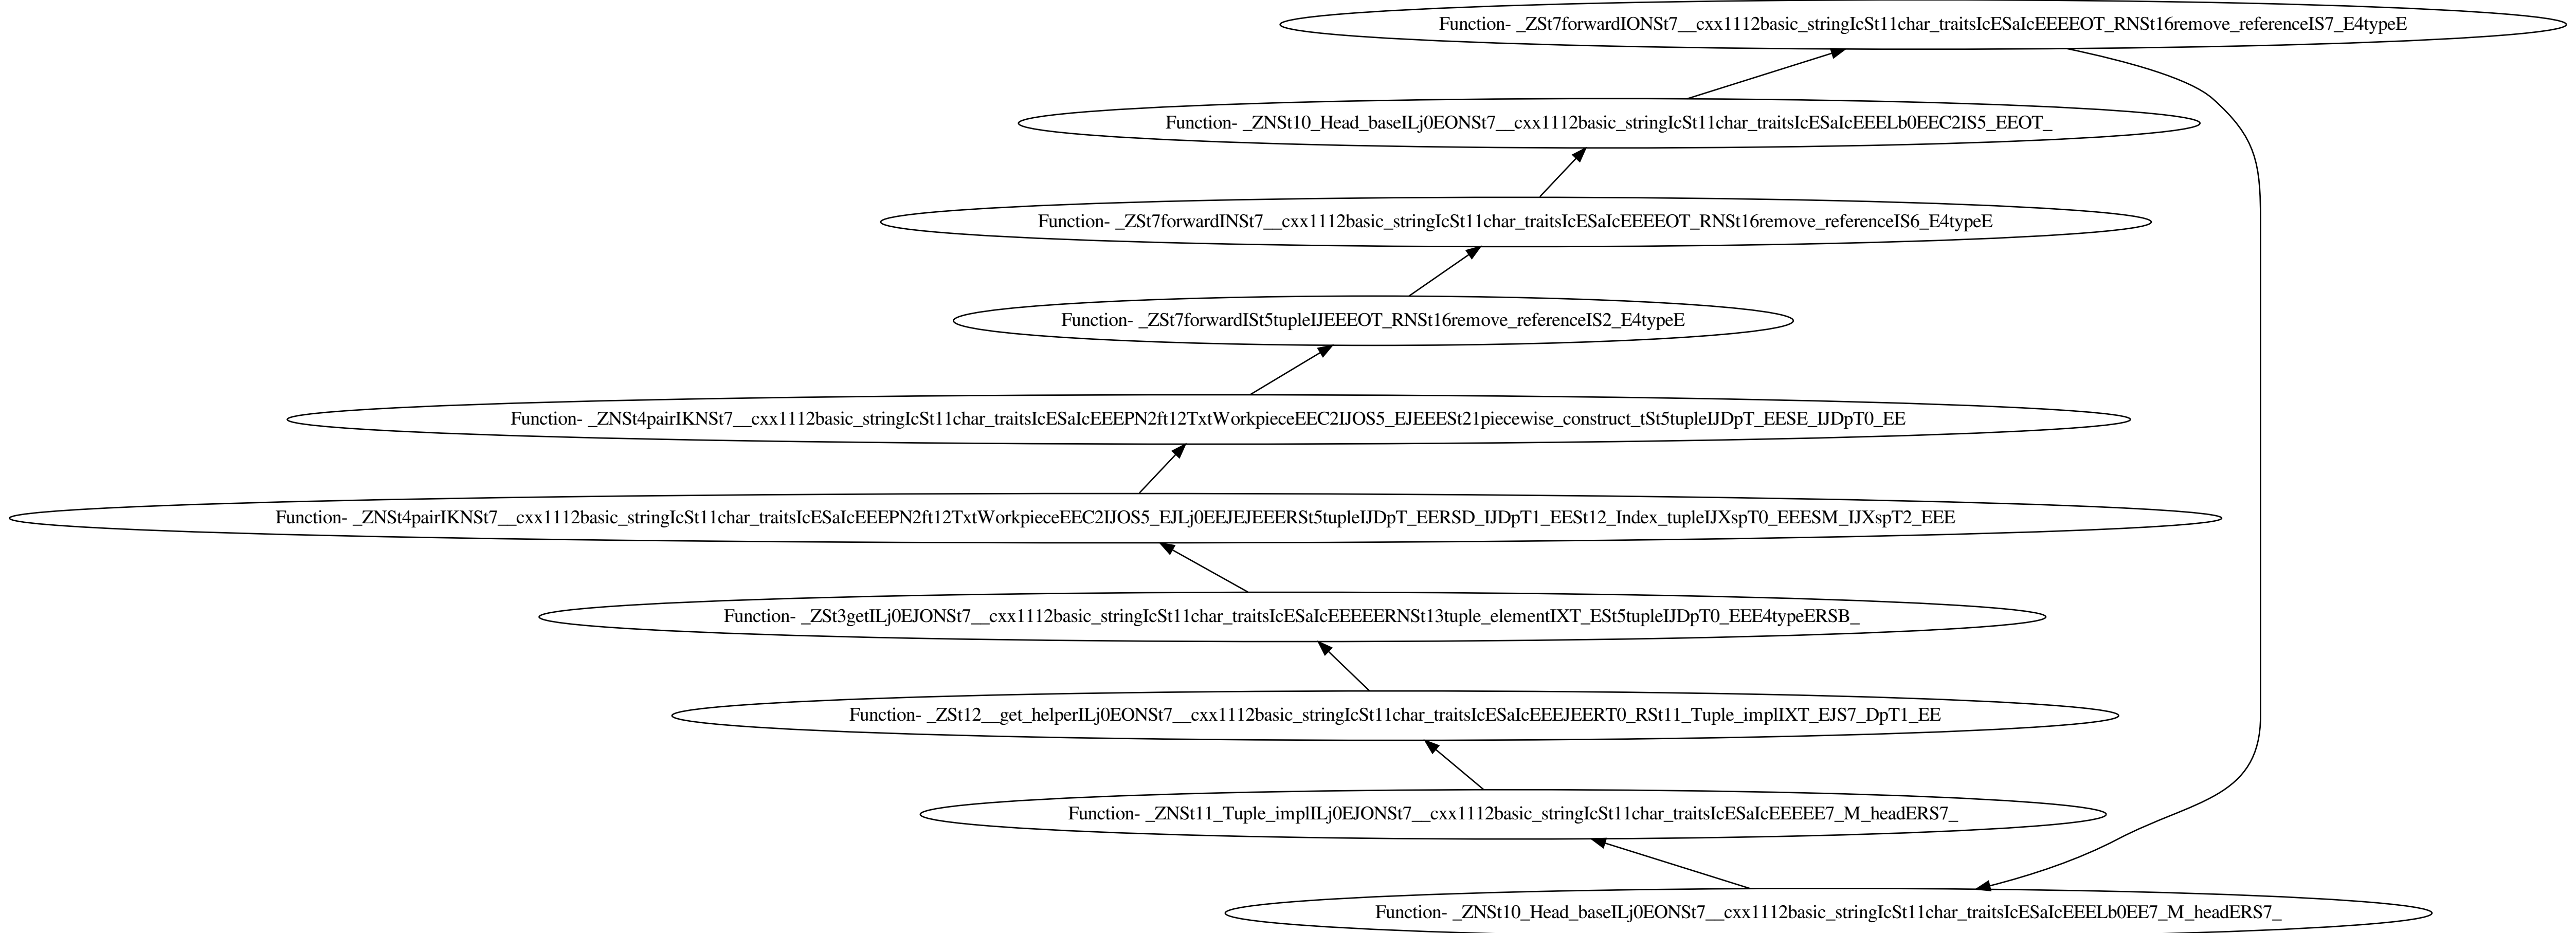 Function- _ZSt7forwardIONSt7__cxx1112basic_stringIcSt11char_traitsIcESaIcEEEEOT_RNSt16remove_referenceIS7_E4typeE
Function- _ZNSt10_Head_baseILj0EONSt7__cxx1112basic_stringIcSt11char_traitsIcESaIcEEELb0EEC2IS5_EEOT_
Function- _ZSt7forwardINSt7__cxx1112basic_stringIcSt11char_traitsIcESaIcEEEEOT_RNSt16remove_referenceIS6_E4typeE
Function- _ZSt7forwardISt5tupleIJEEEOT_RNSt16remove_referenceIS2_E4typeE
Function- _ZNSt4pairIKNSt7__cxx1112basic_stringIcSt11char_traitsIcESaIcEEEPN2ft12TxtWorkpieceEEC2IJOS5_EJEEESt21piecewise_construct_tSt5tupleIJDpT_EESE_IJDpT0_EE
Function- _ZNSt4pairIKNSt7__cxx1112basic_stringIcSt11char_traitsIcESaIcEEEPN2ft12TxtWorkpieceEEC2IJOS5_EJLj0EEJEJEEERSt5tupleIJDpT_EERSD_IJDpT1_EESt12_Index_tupleIJXspT0_EEESM_IJXspT2_EEE
Function- _ZSt3getILj0EJONSt7__cxx1112basic_stringIcSt11char_traitsIcESaIcEEEEEERNSt13tuple_elementIXT_ESt5tupleIJDpT0_EEE4typeERSB_
Function- _ZSt12__get_helperILj0EONSt7__cxx1112basic_stringIcSt11char_traitsIcESaIcEEEJEERT0_RSt11_Tuple_implIXT_EJS7_DpT1_EE
Function- _ZNSt11_Tuple_implILj0EJONSt7__cxx1112basic_stringIcSt11char_traitsIcESaIcEEEEE7_M_headERS7_
Function- _ZNSt10_Head_baseILj0EONSt7__cxx1112basic_stringIcSt11char_traitsIcESaIcEEELb0EE7_M_headERS7_